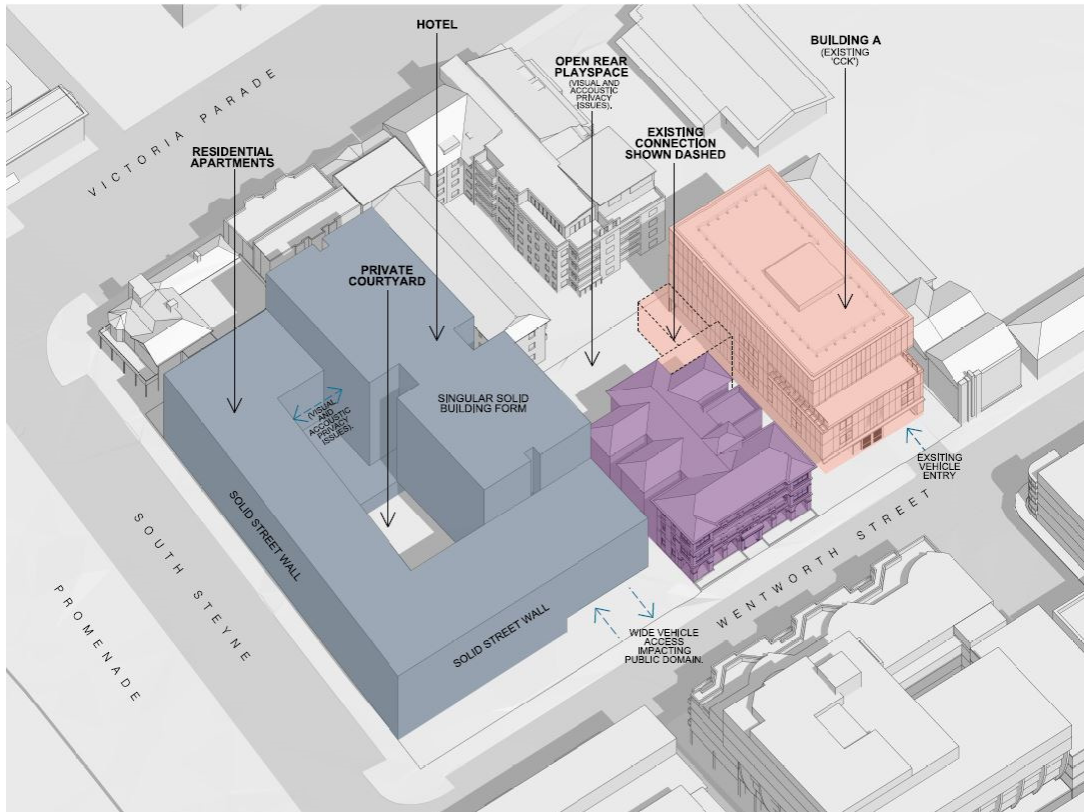 HOTEL
BUILDING A
(EXISTING
'CCK')
OPEN REAR
PLAYSPACE
(VISUAL AND
ACCOUSTIC
PRIVACY
ISSUES).
VICTORIA PARADE
EXISTING
CONNECTION
SHOWN DASHED
RESIDENTIAL
APARTMENTS
PRIVATE
COURTYARD
SINGULAR SOLID
BUILDING FORM
(VISUAL
AND
ACCOUSTIC
PRIVACY
ISSUES).
EXSITING
VEHICLE
ENTRY
SOLID STREET WALL
SOUTH STEYNE
PROMENADE
WENTWORTH STREET
SOLID STREET WALL
WIDE VEHICLE
ACCESS
IMPACTING
PUBLIC DOMAIN.